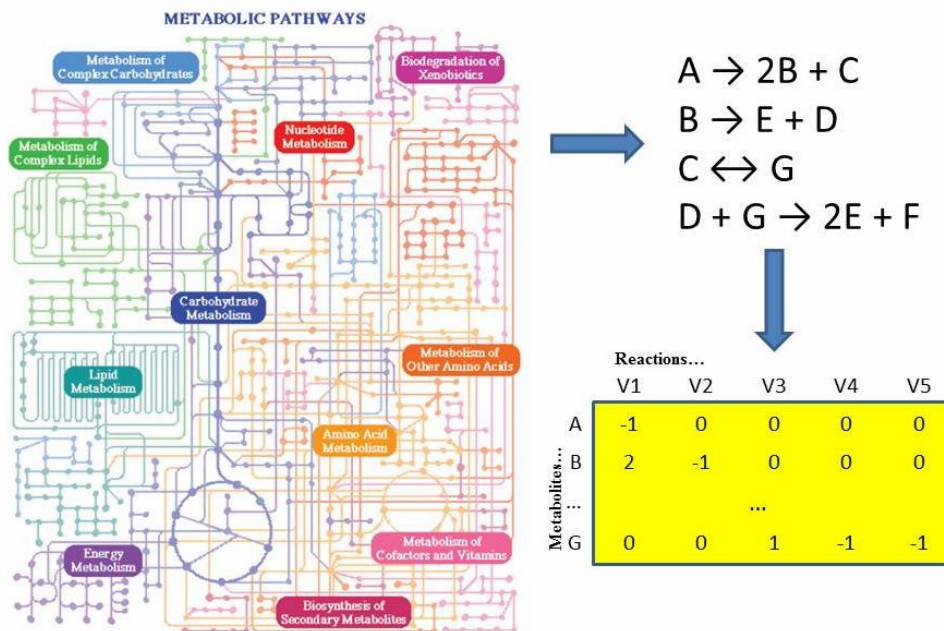 METABOLIC PATHWAYS
Metabolism of
Complex Carbohydrates
Biodegradation of
Xenobiotics
Nucleotide
Metabolism
Metabolism of
Complex Lipids
Carbohydrate
Metabolism
Metabolism of
Other Amino Acids
Lipid
Metabolism
Amino Acid
Metabolism
Energy
Metabolism
Metabolism of
Cofactors and Vitamins
Biosynthesis of
Secondary Metabolites
A → 2B + C
B → E + D
C ↔ G
D + G → 2E + F
Reactions...
V1 V2 V3 V4 V5
Metabolites...
A -1 0 0 0 0
B 2 -1 0 0 0
... ...
G 0 0 1 -1 -1